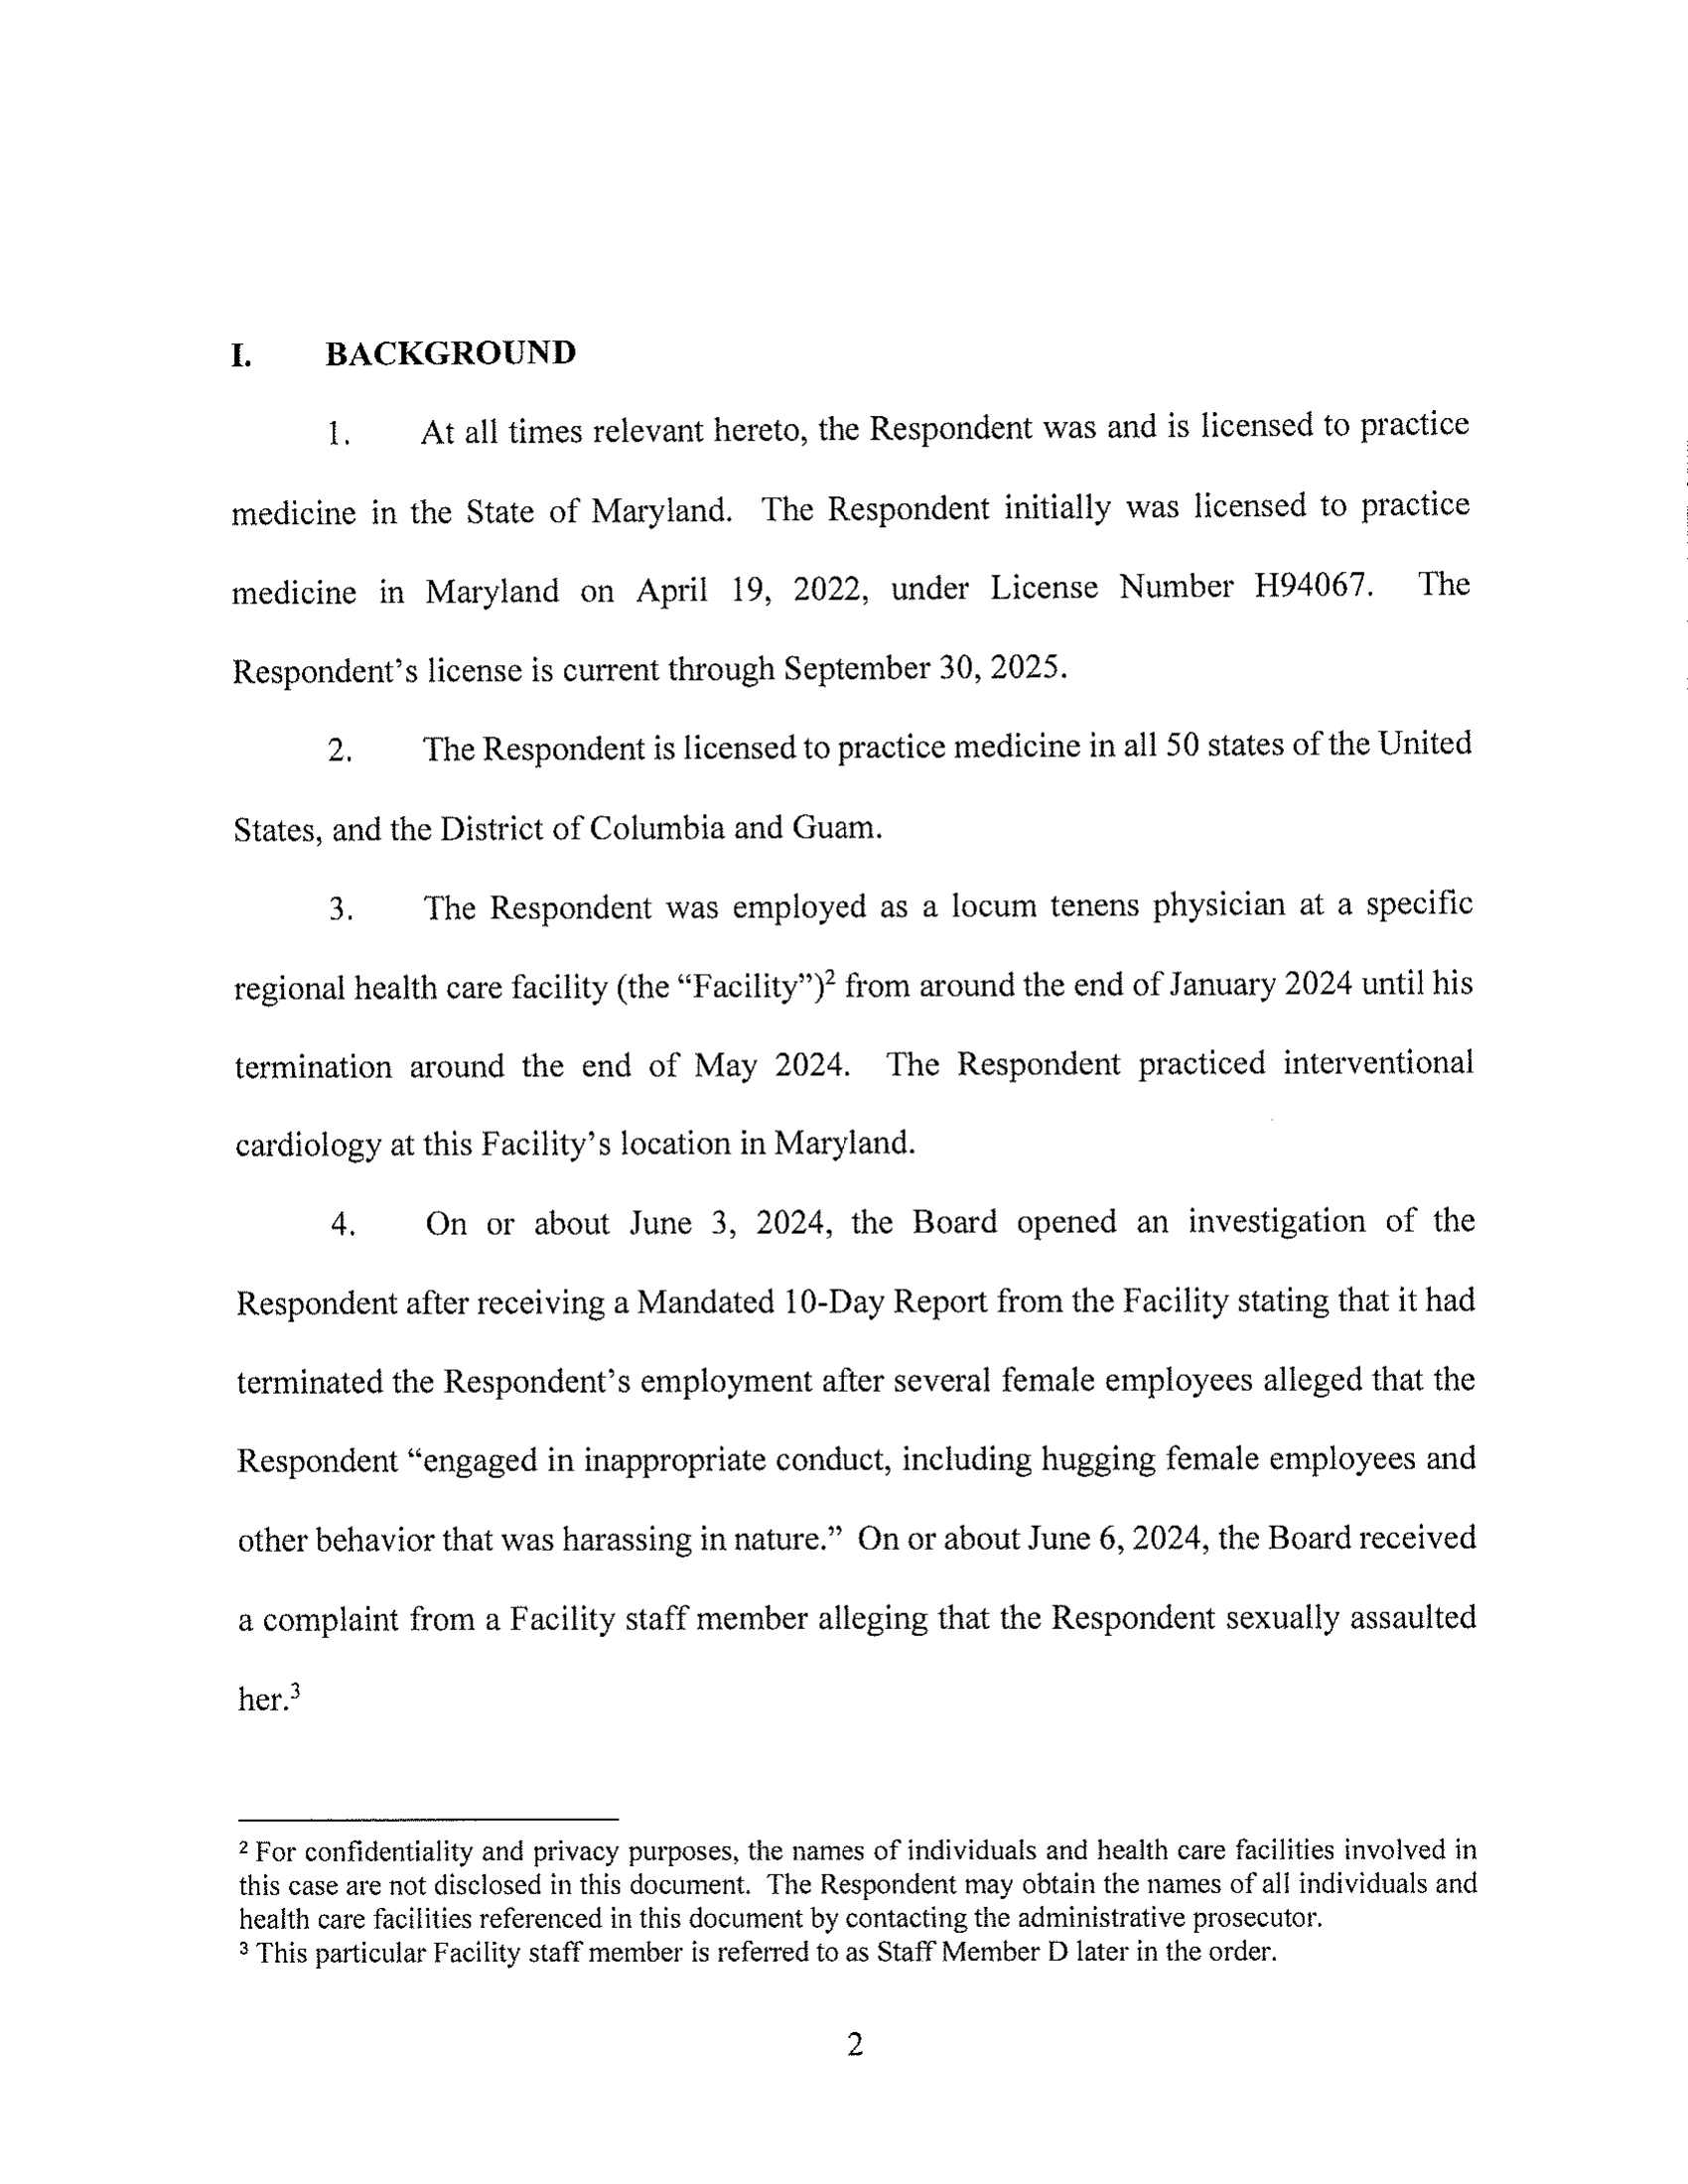 I. BACKGROUND
1. At all times relevant hereto, the Respondent was and is licensed to practice
medicine in the State of Maryland. The Respondent initially was licensed to practice
medicine in Maryland on April 19, 2022, under License Number H94067. The
Respondent's license is current through September 30, 2025.
2. The Respondent is licensed to practice medicine in all 50 states of the United
States, and the District of Columbia and Guam.
3. The Respondent was employed as a locum tenens physician at a specific
regional health care facility (the “Facility”)² from around the end of January 2024 until his
termination around the end of May 2024. The Respondent practiced interventional
cardiology at this Facility's location in Maryland.
4. On or about June 3, 2024, the Board opened an investigation of the
Respondent after receiving a Mandated 10-Day Report from the Facility stating that it had
terminated the Respondent's employment after several female employees alleged that the
Respondent “engaged in inappropriate conduct, including hugging female employees and
other behavior that was harassing in nature.” On or about June 6, 2024, the Board received
a complaint from a Facility staff member alleging that the Respondent sexually assaulted
her.³
² For confidentiality and privacy purposes, the names of individuals and health care facilities involved in
this case are not disclosed in this document. The Respondent may obtain the names of all individuals and
health care facilities referenced in this document by contacting the administrative prosecutor.
³ This particular Facility staff member is referred to as Staff Member D later in the order.
2